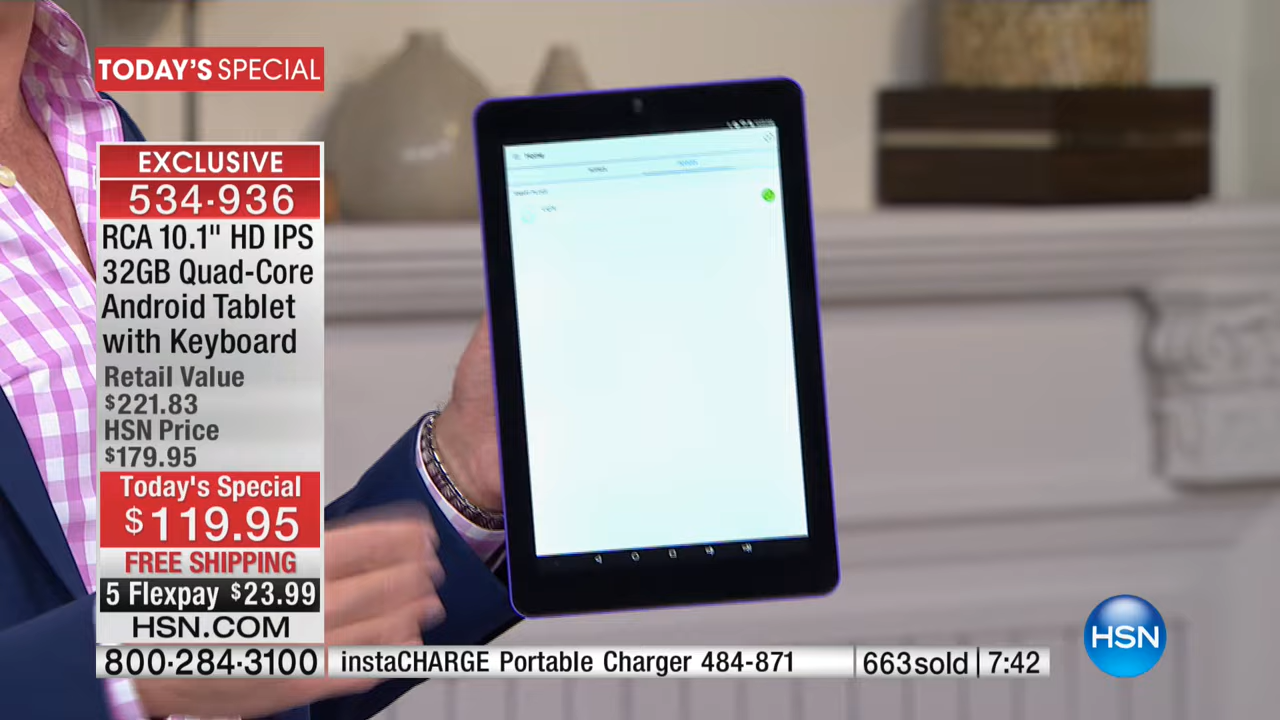 TODAY'S SPECIAL
EXCLUSIVE
534-936
RCA 10.1" HD IPS
32GB Quad-Core
Android Tablet
with Keyboard
Retail Value
$221.83
HSN Price
$179.95
Today's Special
$119.95
FREE SHIPPING
5 Flexpay $23.99
HSN.COM
800-284-3100
instaCHARGE Portable Charger 484-871
663sold
7:42
HSN